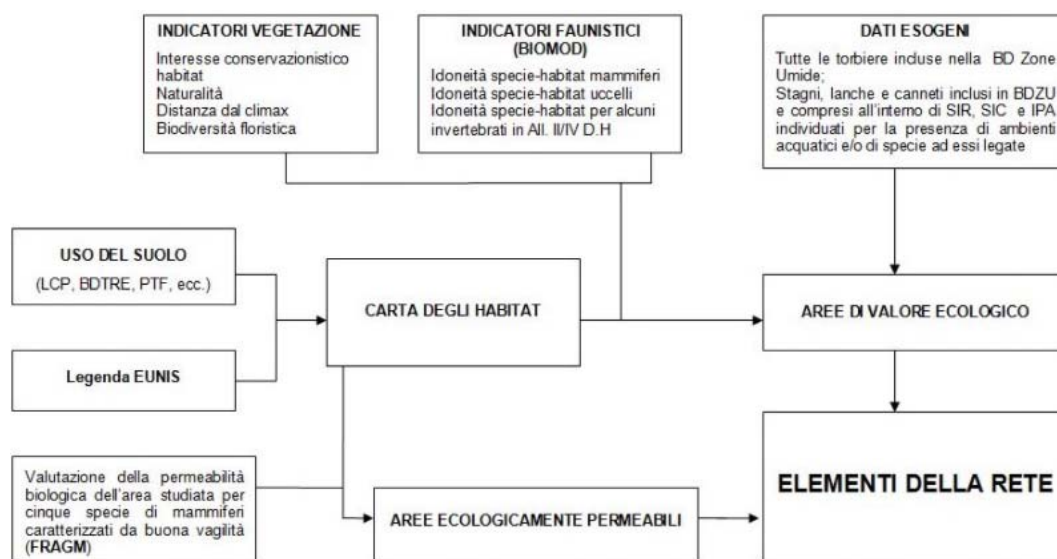 INDICATORI VEGETAZIONE
Interesse conservazionistico
habitat
Naturalità
Distanza dal climax
Biodiversità floristica
INDICATORI FAUNISTICI
(BIOMOD)
Idoneità specie-habitat mammiferi
Idoneità specie-habitat uccelli
Idoneità specie-habitat per alcuni
invertebrati in All. II/IV D.H
DATI ESOGENI
Tutte le torbiere incluse nella BD Zone
Umide;
Stagni, lanche e canneti inclusi in BDZU
e compresi all'interno di SIR, SIC e IPA
individuati per la presenza di ambienti
acquatici e/o di specie ad essi legate
USO DEL SUOLO
(LCP, BDTRE, PTF, ecc.)
Legenda EUNIS
CARTA DEGLI HABITAT
AREE DI VALORE ECOLOGICO
Valutazione della permeabilità
biologica dell'area studiata per
cinque specie di mammiferi
caratterizzati da buona vagilità
(FRAGM)
AREE ECOLOGICAMENTE PERMEABILI
ELEMENTI DELLA RETE